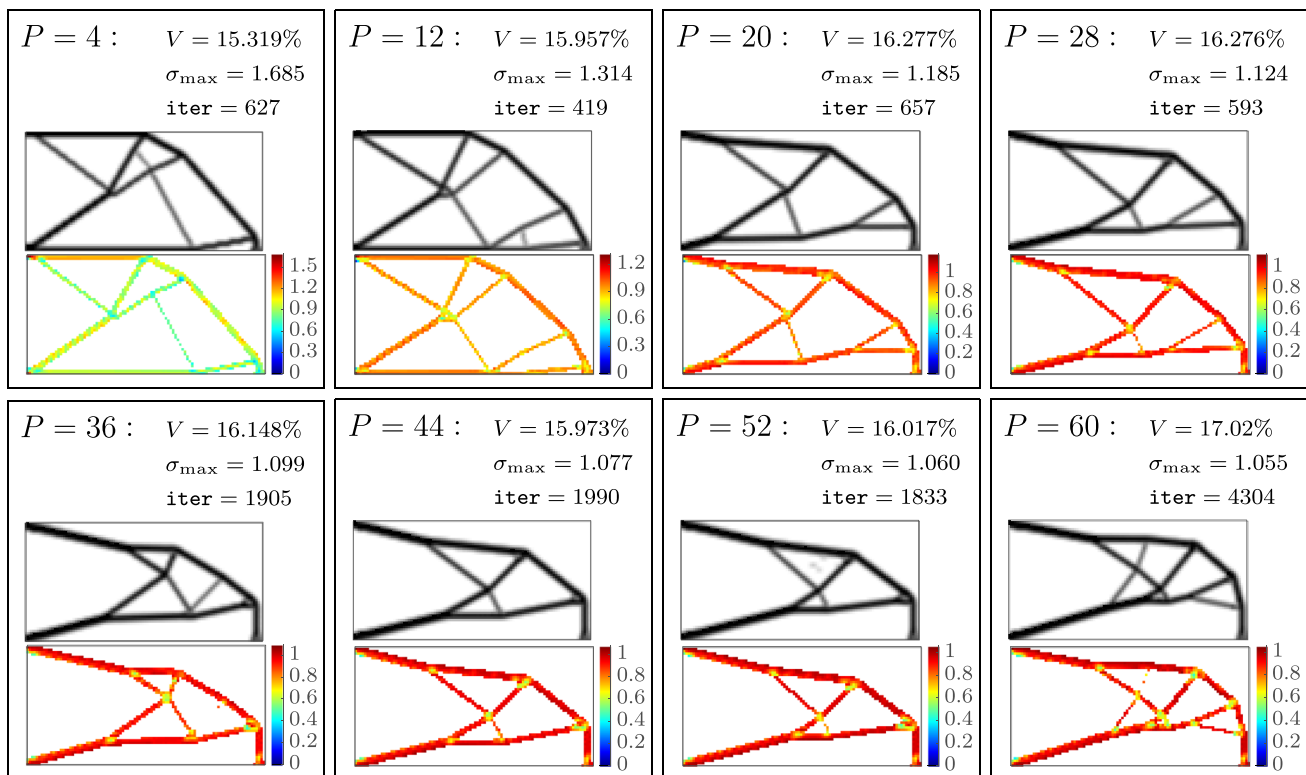 P = 4 : V = 15.319%
σmax = 1.685
iter = 627
1.5
1.2
0.9
0.6
0.3
0
P = 12 : V = 15.957%
σmax = 1.314
iter = 419
1.2
0.9
0.6
0.3
0
P = 20 : V = 16.277%
σmax = 1.185
iter = 657
1
0.8
0.6
0.4
0.2
0
P = 28 : V = 16.276%
σmax = 1.124
iter = 593
1
0.8
0.6
0.4
0.2
0
P = 36 : V = 16.148%
σmax = 1.099
iter = 1905
1
0.8
0.6
0.4
0.2
0
P = 44 : V = 15.973%
σmax = 1.077
iter = 1990
1
0.8
0.6
0.4
0.2
0
P = 52 : V = 16.017%
σmax = 1.060
iter = 1833
1
0.8
0.6
0.4
0.2
0
P = 60 : V = 17.02%
σmax = 1.055
iter = 4304
1
0.8
0.6
0.4
0.2
0